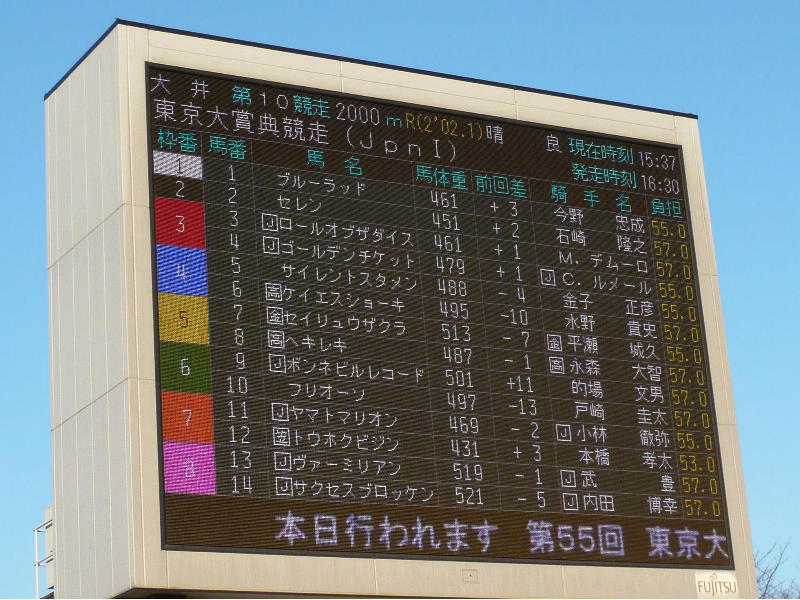 大井 第10競走 2000m R(2'02.1) 晴 良 現在時刻 15:37
東京大賞典競走 (JpnI) 発走時刻 16:30
枠番 馬番 馬名 馬体重 前回差 騎手名 負担
1 1 ブルーラッド 461 +3 今野 忠成 55.0
2 2 セレン 451 +2 石崎 隆之 57.0
3 3 Jロールオブザダイス 461 +1 M.デムーロ 57.0
4 Jゴールデンチケット 479 +1 J C.ルメール 55.0
4 5 サイレントスタメン 488 -4 金子 正彦 57.0
6 高ケイエスショーキ 495 -10 水野 貴史 57.0
5 7 金セイリュウザクラ 513 -7 金 平瀬 城久 55.0
8 高ヘキレキ 487 -1 高 永森 大智 57.0
6 9 Jボンネビルレコード 501 +11 的場 文男 57.0
10 フリオーソ 497 -13 戸崎 圭太 57.0
7 11 Jヤマトマリオン 469 -2 J 小林 徹弥 55.0
12 笠トウホクビジン 431 +3 本橋 孝太 53.0
8 13 Jヴァーミリアン 519 -1 J 武 豊 57.0
14 Jサクセスブロッケン 521 -5 J 内田 博幸 57.0
本日行われます 第55回 東京大
FUJITSU